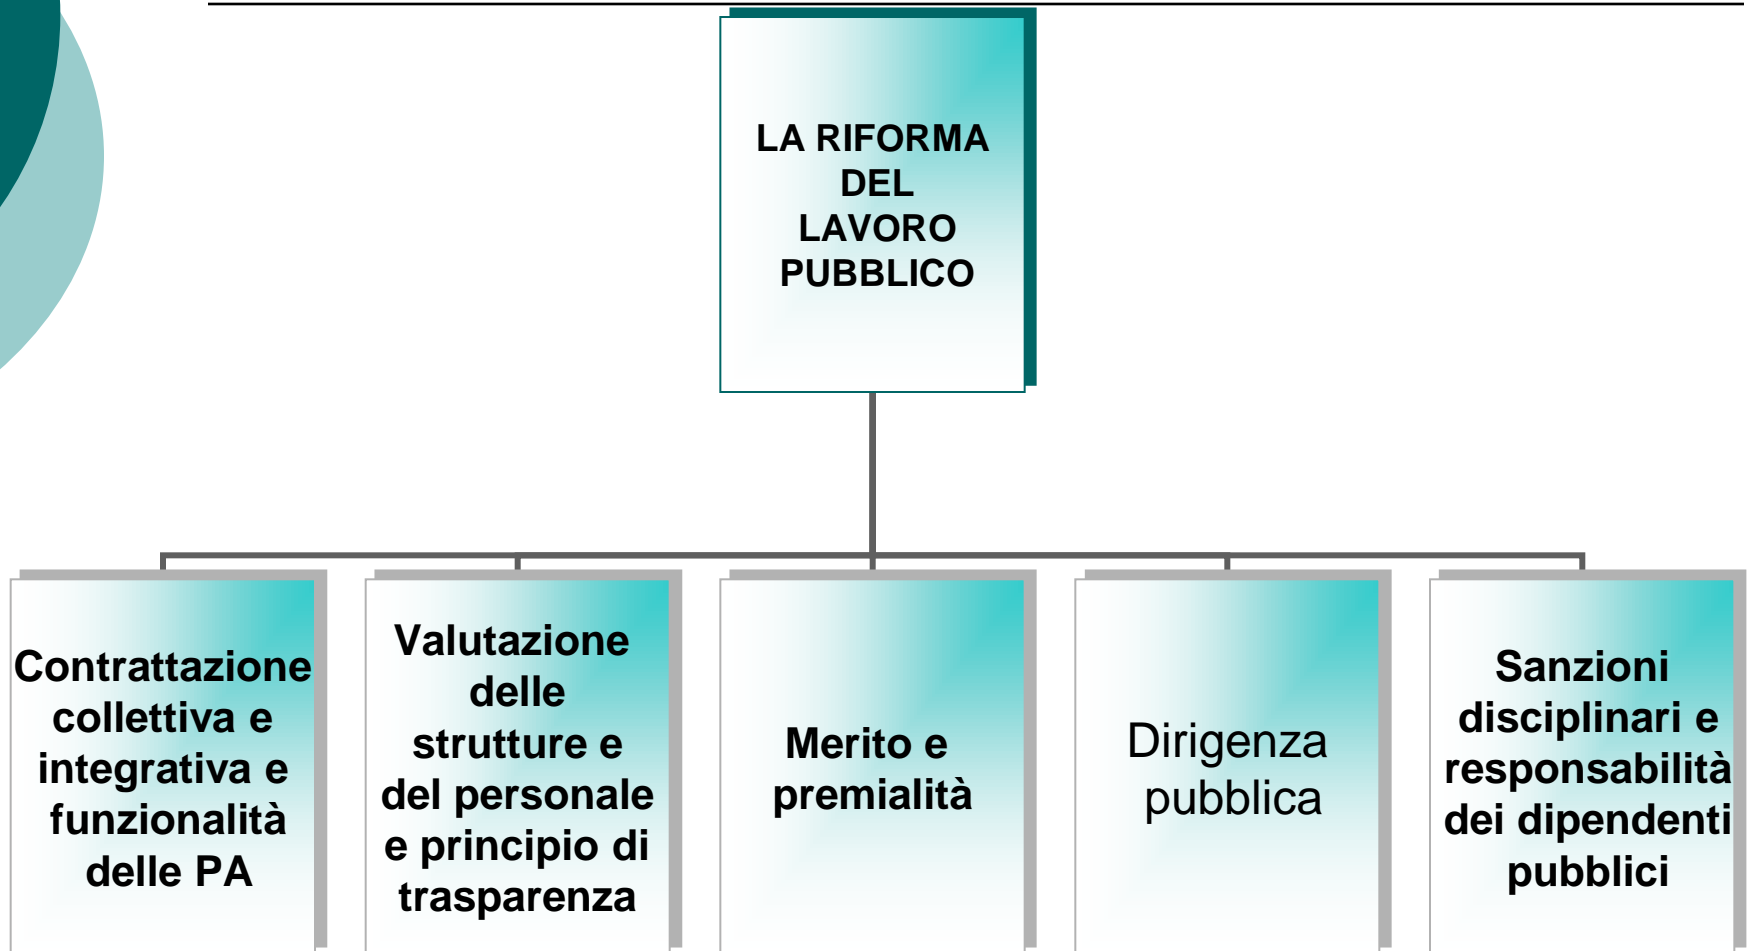 LA RIFORMA
DEL
LAVORO
PUBBLICO
Contrattazione
collettiva e
integrativa e
funzionalità
delle PA
Valutazione
delle
strutture e
del personale
e principio di
trasparenza
Merito e
premialità
Dirigenza
pubblica
Sanzioni
disciplinari e
responsabilità
dei dipendenti
pubblici